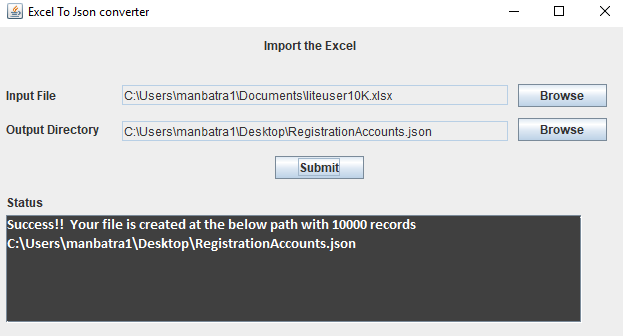 Excel To Json converter
Import the Excel
Input File C:\Users\manbatra1\Documents\liteuser10K.xlsx Browse
Output Directory C:\Users\manbatra1\Desktop\RegistrationAccounts.json Browse
Submit
Status
Success!! Your file is created at the below path with 10000 records
C:\Users\manbatra1\Desktop\RegistrationAccounts.json